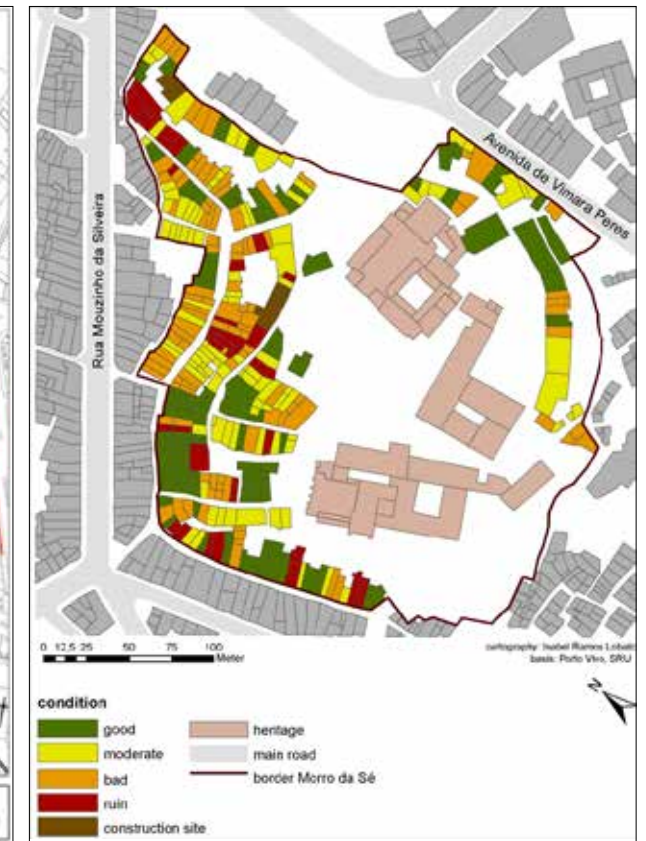 Avenida de Vimara Peres
Rua Mouzinho da Silveira
0 12,5 25 50 75 100
Meter
cartography: Isabel Ramos Lobato
basis: Porto Vivo, SRU
N
condition
good
moderate
bad
ruin
construction site
heritage
main road
border Morro da Sé